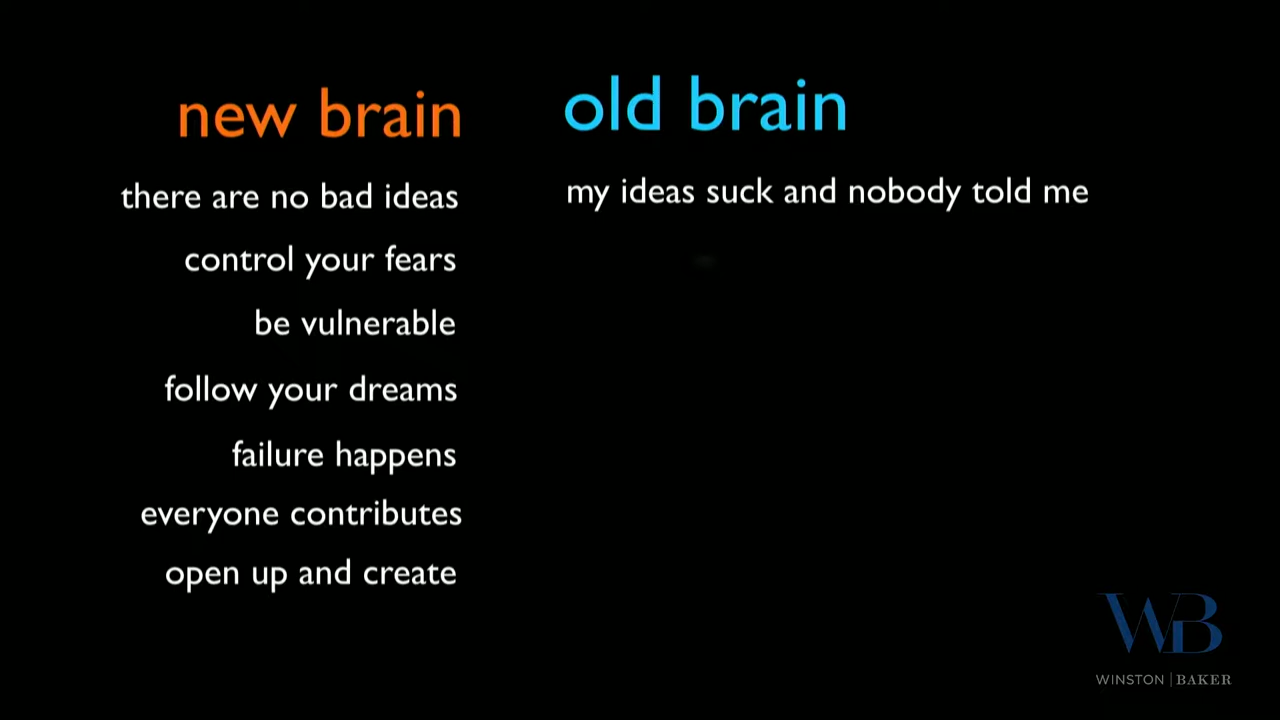 new brain
there are no bad ideas
control your fears
be vulnerable
follow your dreams
failure happens
everyone contributes
open up and create
old brain
my ideas suck and nobody told me
WB
WINSTON | BAKER